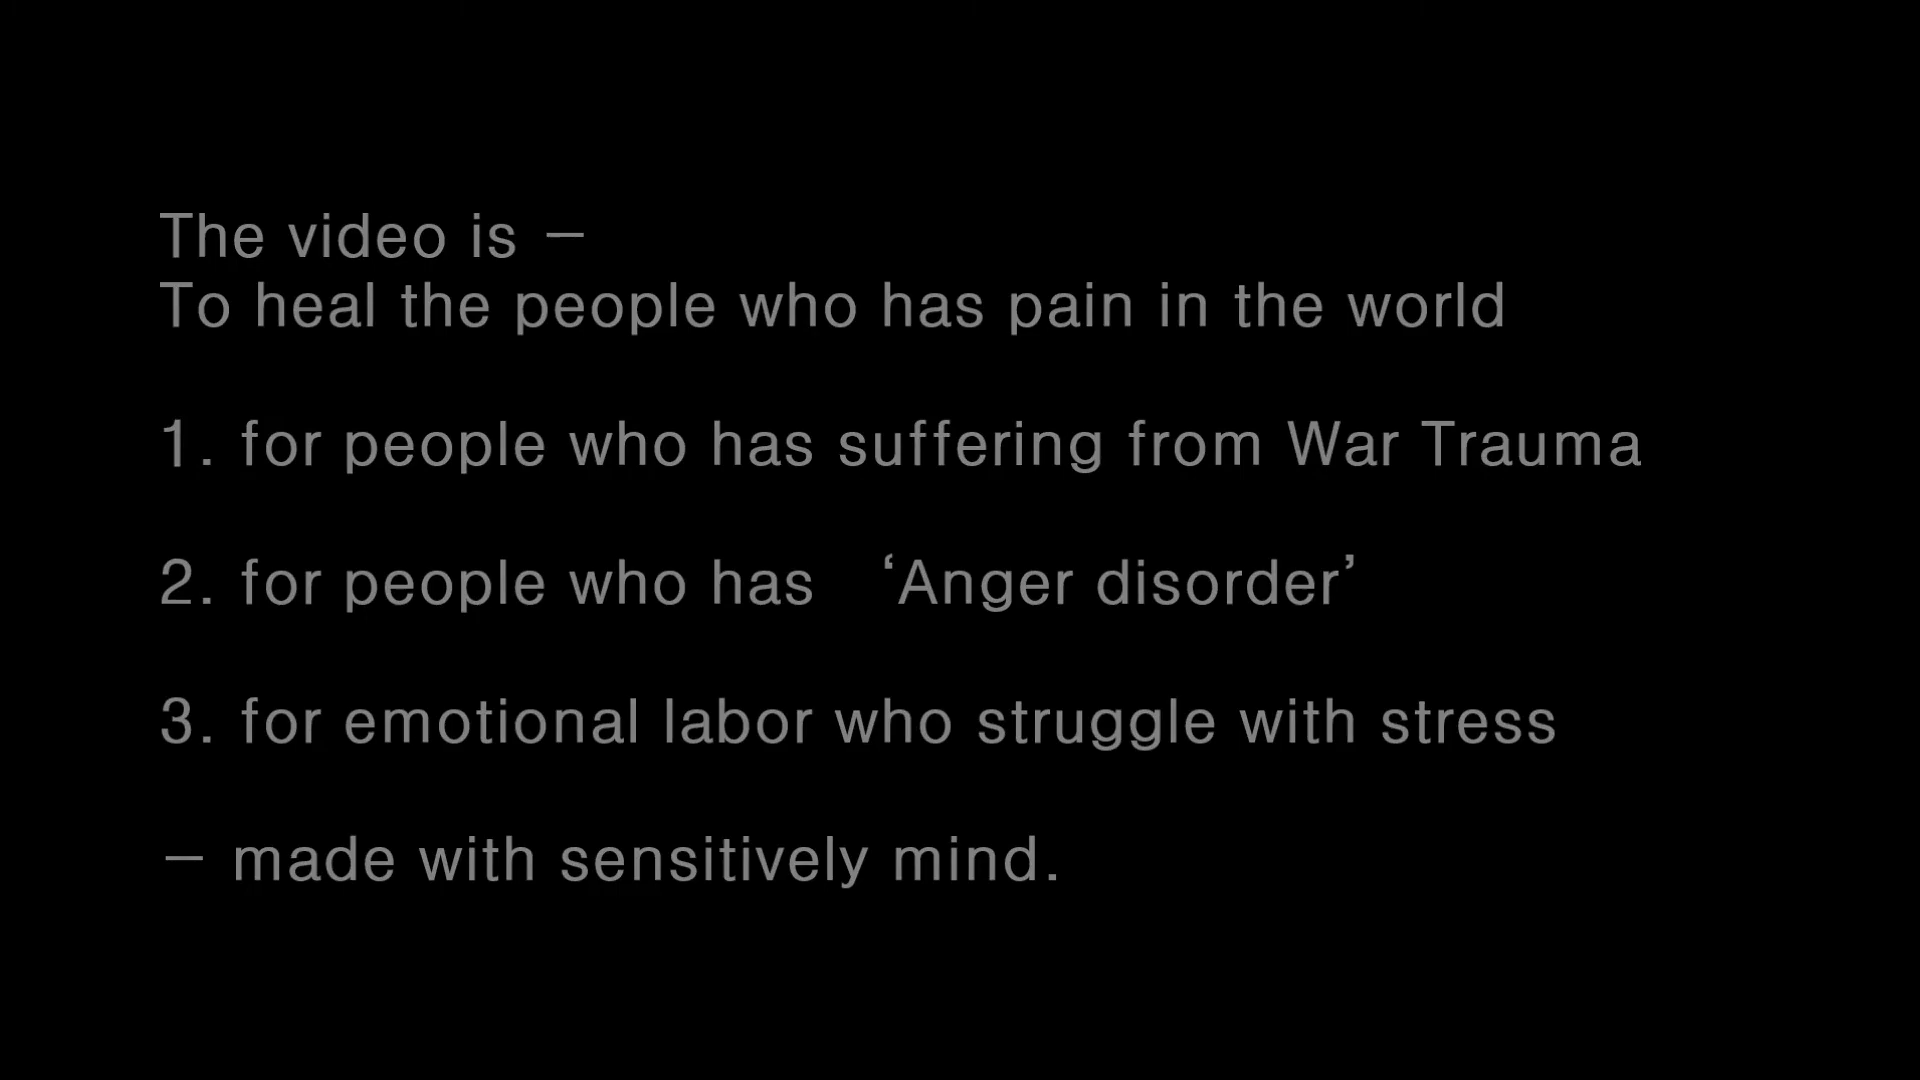 The video is –
To heal the people who has pain in the world
1. for people who has suffering from War Trauma
2. for people who has ‘Anger disorder’
3. for emotional labor who struggle with stress
– made with sensitively mind.